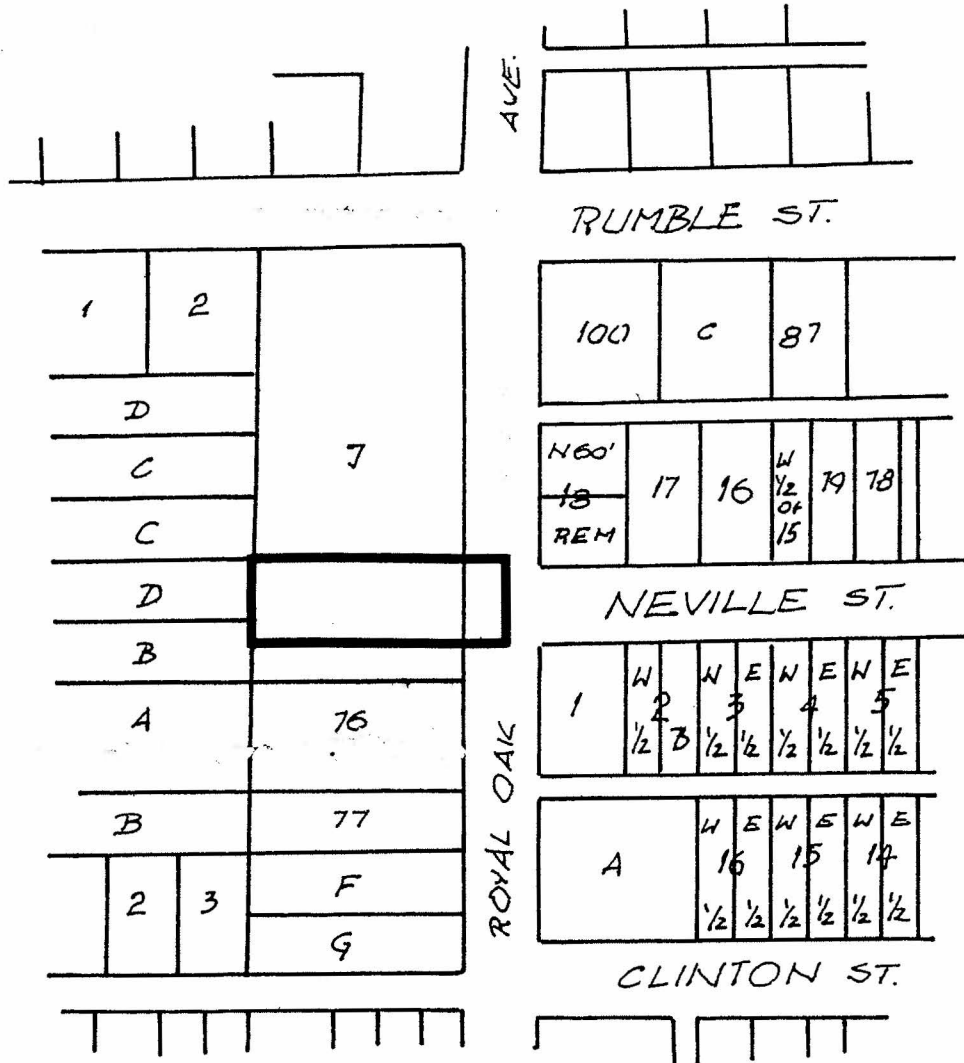 AVE.
RUMBLE ST.
1
2
100
C
87
D
J
C
N60'
18
REM
17
16
W
1/2
OF
15
79
78
C
D
NEVILLE ST.
B
1
W
1/2
2
B
W
1/2
3
E
1/2
W
1/2
4
E
1/2
W
1/2
5
E
1/2
A
76
ROYAL OAK
B
77
A
W
1/2
16
E
1/2
W
1/2
15
E
1/2
W
1/2
14
E
1/2
2
3
F
G
CLINTON ST.